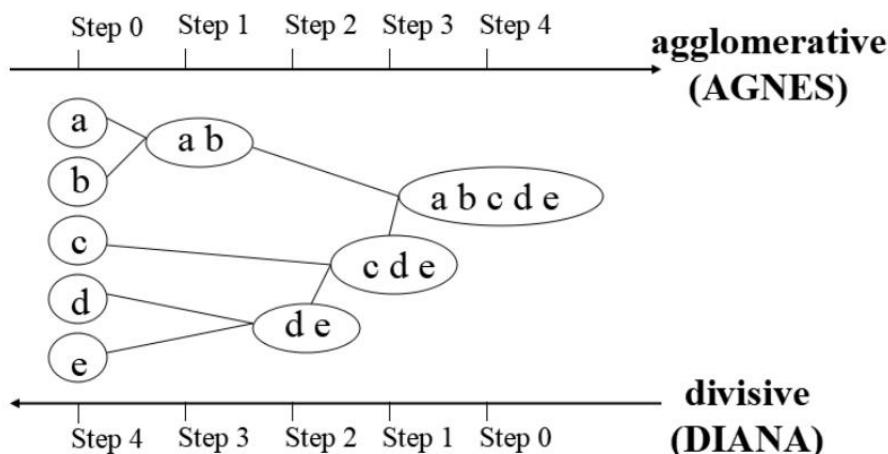 Step 0 Step 1 Step 2 Step 3 Step 4
agglomerative
(AGNES)
a
a b
b
a b c d e
c
c d e
d
d e
e
divisive
(DIANA)
Step 4 Step 3 Step 2 Step 1 Step 0